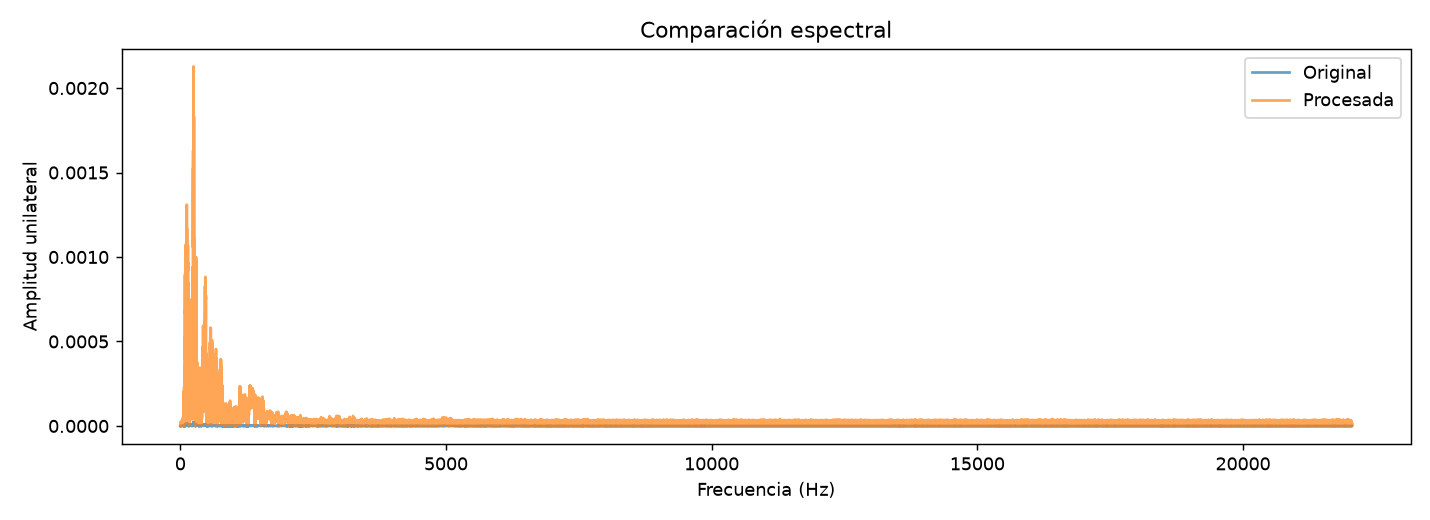 Comparación espectral
Original
Procesada
Amplitud unilateral
0.0020
0.0015
0.0010
0.0005
0.0000
0
5000
10000
15000
20000
Frecuencia (Hz)